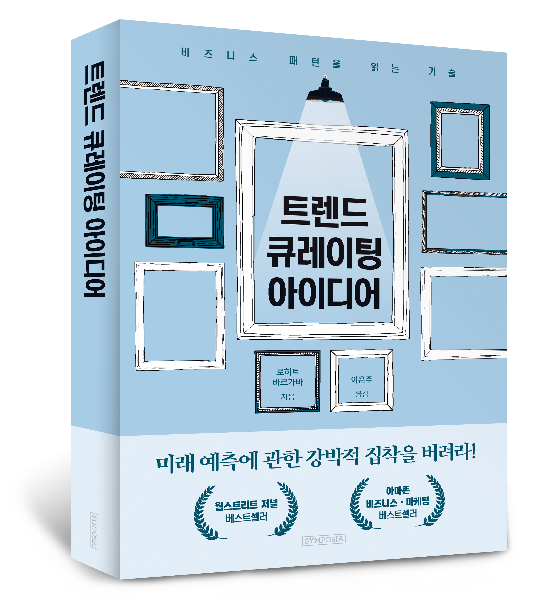 비즈니스 패턴을 읽는 기술
트렌드
큐레이팅
아이디어
로히트
바르가바
지음
이은주
옮김
미래 예측에 관한 강박적 집착을 버려라!
월스트리트 저널
베스트셀러
아마존
비즈니스·마케팅
베스트셀러
SYMPOSIA
트렌드 큐레이팅 아이디어
SYMPOSIA